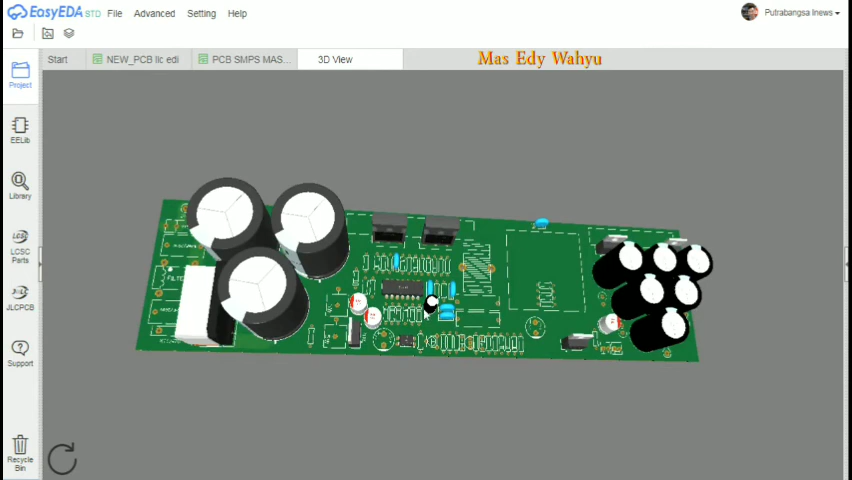 EasyEDA STD File Advanced Setting Help Putrabangsa Inews
Start NEW_PCB llc edi PCB SMPS MAS... 3D View Mas Edy Wahyu
Project
EELib
Library
LCSC
LCSC
Parts
JLCPCB
Support
Recycle
Bin